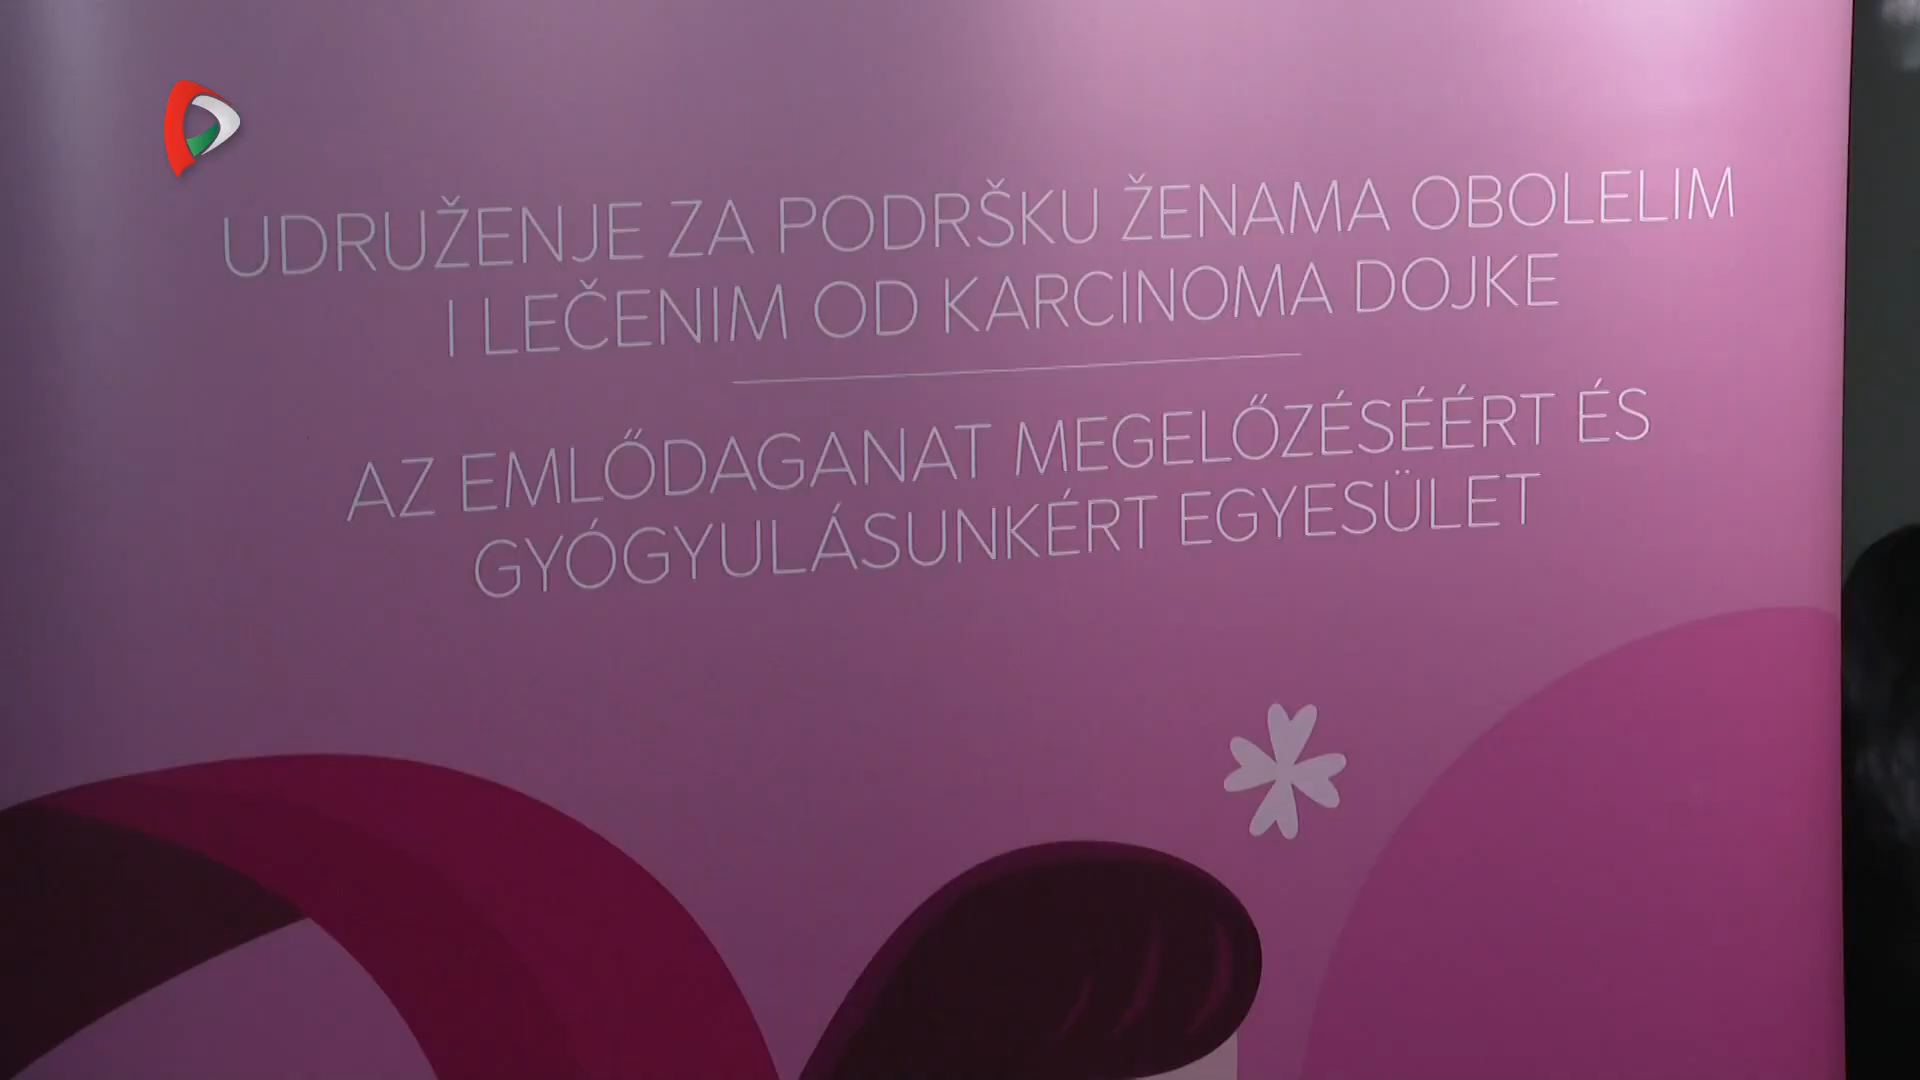 UDRUŽENJE ZA PODRŠKU ŽENAMA OBOLELIM
I LEČENIM OD KARCINOMA DOJKE
AZ EMLŐDAGANAT MEGELŐZÉSÉÉRT ÉS
GYÓGYULÁSUNKÉRT EGYESÜLET